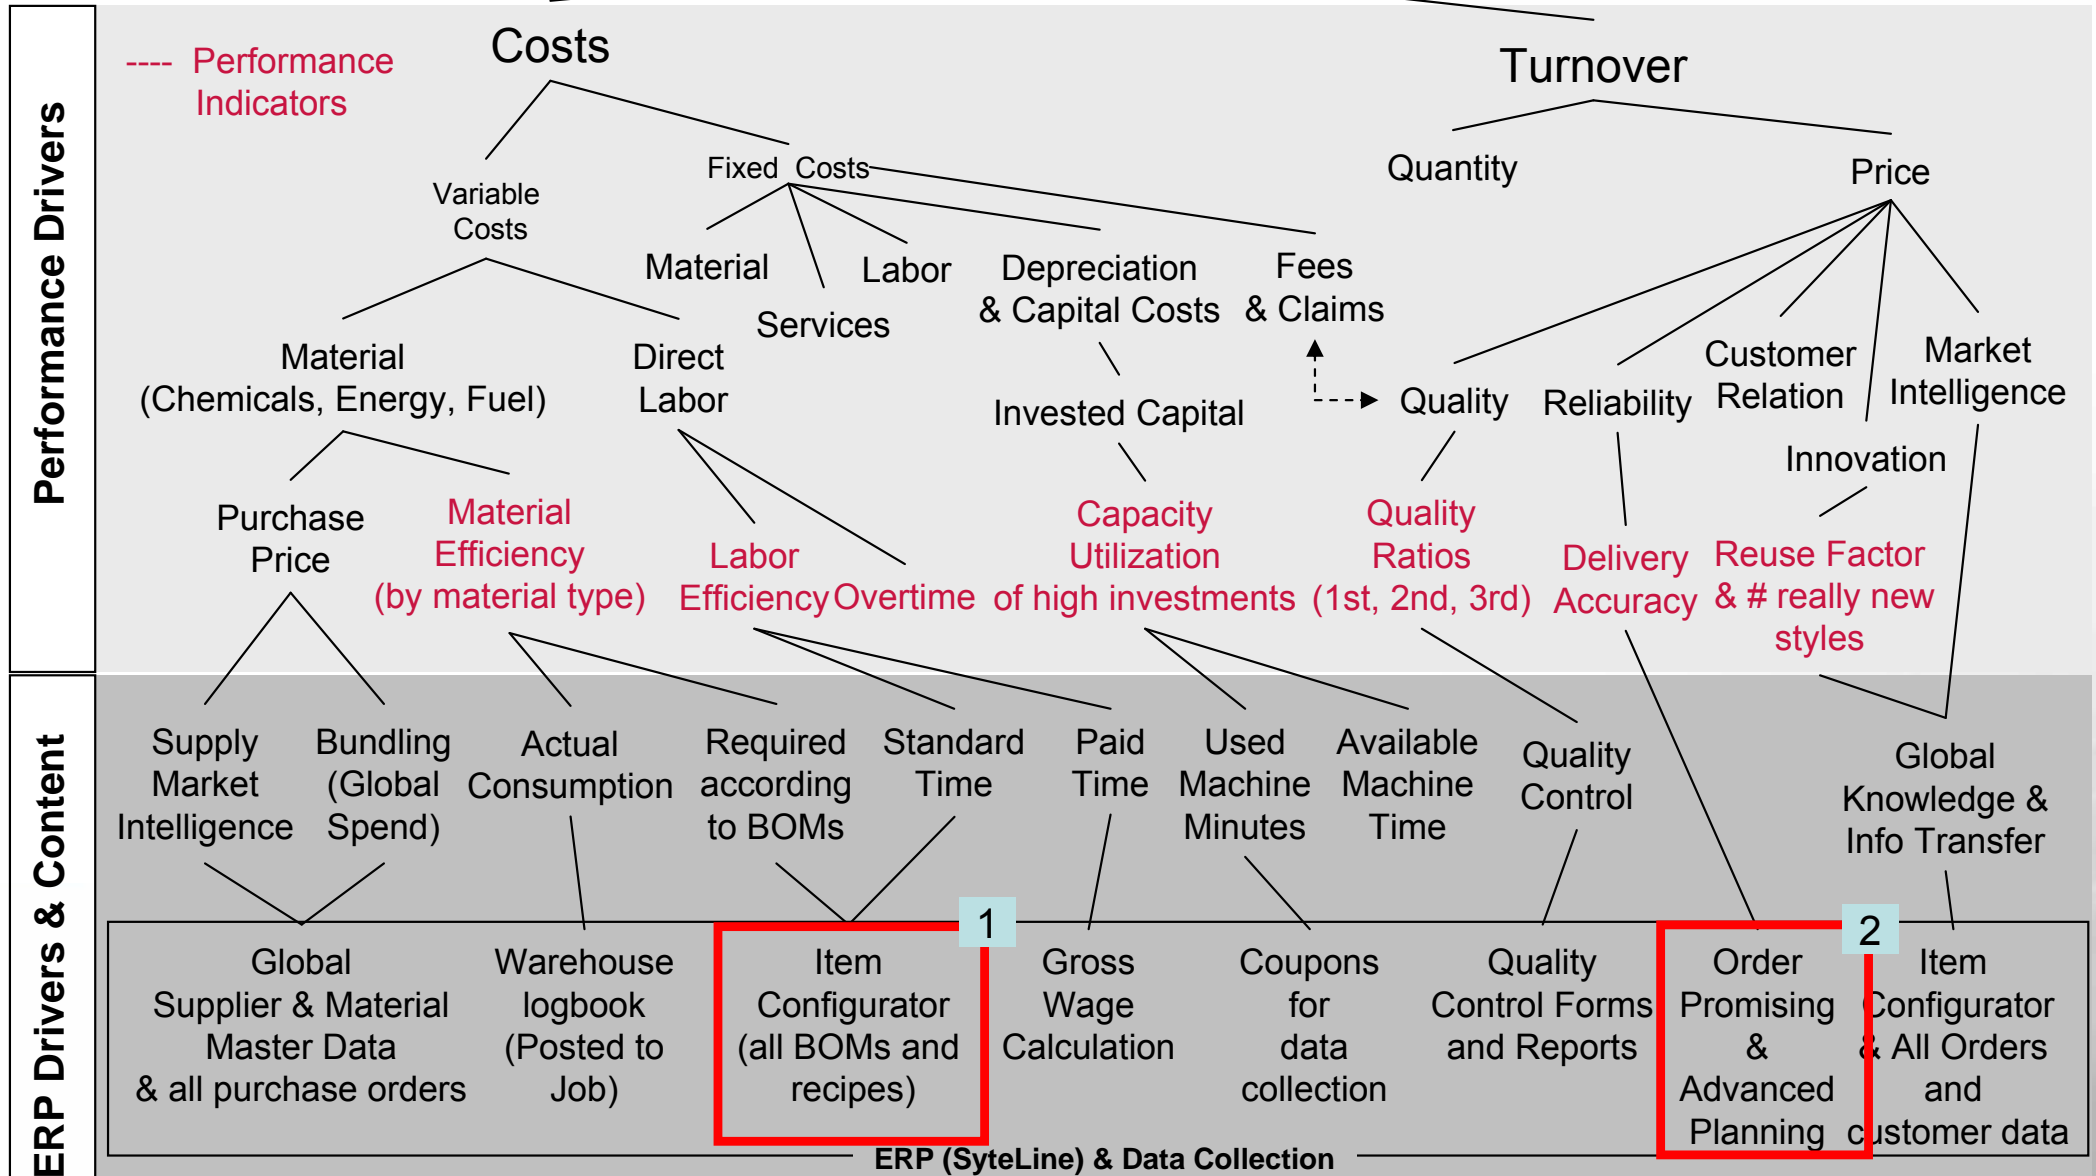 Performance Drivers
---- Performance
Indicators
Costs
Turnover
Variable
Costs
Fixed Costs
Quantity
Price
Material
Services
Labor
Depreciation
& Capital Costs
Fees
& Claims
Material
(Chemicals, Energy, Fuel)
Direct
Labor
Invested Capital
Quality
Reliability
Customer
Relation
Market
Intelligence
Innovation
Purchase
Price
Material
Efficiency
(by material type)
Labor
Efficiency
Overtime
Capacity
Utilization
of high investments
Quality
Ratios
(1st, 2nd, 3rd)
Delivery
Accuracy
Reuse Factor
& # really new
styles
ERP Drivers & Content
Supply
Market
Intelligence
Bundling
(Global
Spend)
Actual
Consumption
Required
according
to BOMs
Standard
Time
Paid
Time
Used
Machine
Minutes
Available
Machine
Time
Quality
Control
Global
Knowledge &
Info Transfer
Global
Supplier & Material
Master Data
& all purchase orders
Warehouse
logbook
(Posted to
Job)
1
Item
Configurator
(all BOMs and
recipes)
Gross
Wage
Calculation
Coupons
for
data
collection
Quality
Control Forms
and Reports
2
Order
Promising
&
Advanced
Planning
Item
Configurator
& All Orders
and
customer data
ERP (SyteLine) & Data Collection